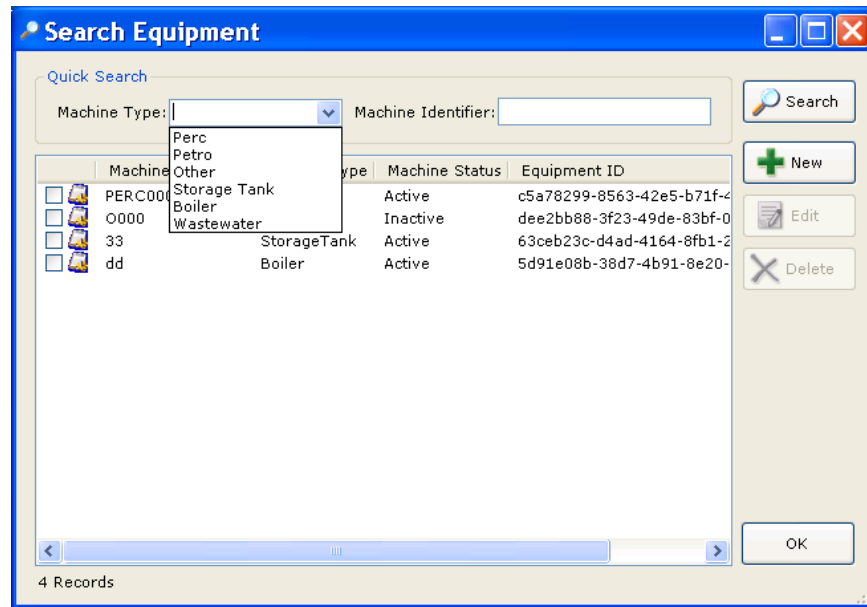 Search Equipment
Quick Search
Machine Type: Machine Identifier: Search
Perc
Petro
Other
Storage Tank
Boiler
Wastewater
New
Machine ype Machine Status Equipment ID
PERC000 Active c5a78299-8563-42e5-b71f-4
O000 Inactive dee2bb88-3f23-49de-83bf-0
Edit
33 StorageTank Active 63ceb23c-d4ad-4164-8fb1-2
dd Boiler Active 5d91e08b-38d7-4b91-8e20-
Delete
OK
4 Records